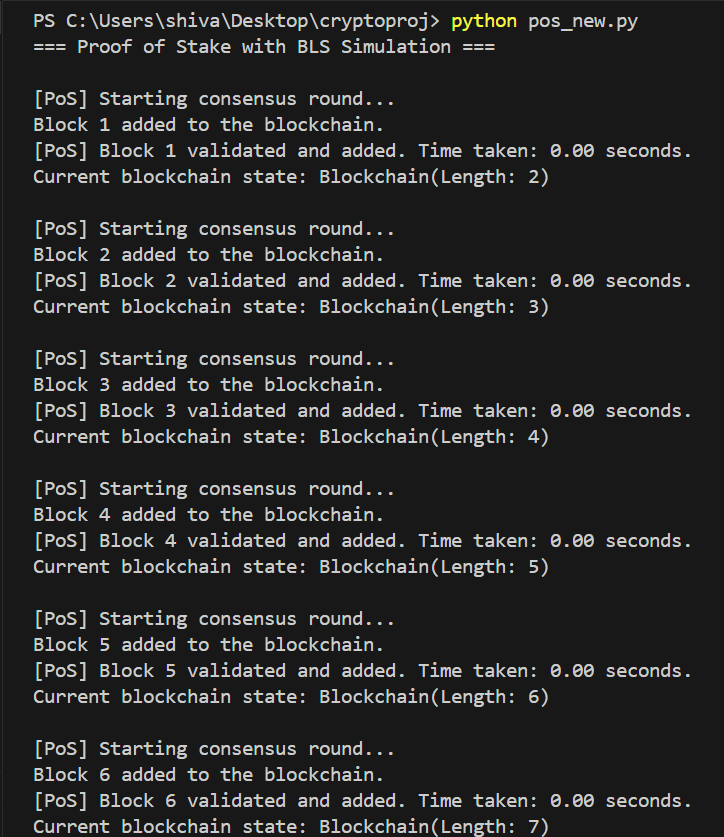 PS C:\Users\shiva\Desktop\cryptoproj> python pos_new.py
=== Proof of Stake with BLS Simulation ===
[PoS] Starting consensus round...
Block 1 added to the blockchain.
[PoS] Block 1 validated and added. Time taken: 0.00 seconds.
Current blockchain state: Blockchain(Length: 2)
[PoS] Starting consensus round...
Block 2 added to the blockchain.
[PoS] Block 2 validated and added. Time taken: 0.00 seconds.
Current blockchain state: Blockchain(Length: 3)
[PoS] Starting consensus round...
Block 3 added to the blockchain.
[PoS] Block 3 validated and added. Time taken: 0.00 seconds.
Current blockchain state: Blockchain(Length: 4)
[PoS] Starting consensus round...
Block 4 added to the blockchain.
[PoS] Block 4 validated and added. Time taken: 0.00 seconds.
Current blockchain state: Blockchain(Length: 5)
[PoS] Starting consensus round...
Block 5 added to the blockchain.
[PoS] Block 5 validated and added. Time taken: 0.00 seconds.
Current blockchain state: Blockchain(Length: 6)
[PoS] Starting consensus round...
Block 6 added to the blockchain.
[PoS] Block 6 validated and added. Time taken: 0.00 seconds.
Current blockchain state: Blockchain(Length: 7)